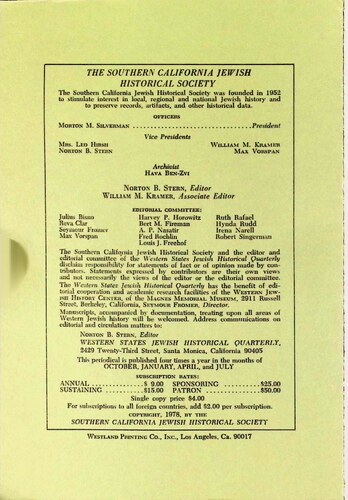 THE SOUTHERN CALIFORNIA JEWISH
HISTORICAL SOCIETY
The Southern California Jewish Historical Society was founded in 1952
to stimulate interest in local, regional and national Jewish history and
to preserve records, artifacts, and other historical data.
OFFICERS
MORTON M. SILVERMAN President
Vice Presidents
MRS. LEO HIRSH WILLIAM M. KRAMER
NORTON B. STERN MAX VORSPAN
Archivist
HAVA BEN-ZVI
NORTON B. STERN, Editor
WILLIAM M. KRAMER, Associate Editor
EDITORIAL COMMITTEE:
Julius Bisno Harvey P. Horowitz Ruth Rafael
Reva Clar Bert M. Fireman Hynda Rudd
Seymour Fromer A. P. Nasatir Irena Narell
Max Vorspan Fred Rochlin Robert Singerman
Louis J. Freehof
The Southern California Jewish Historical Society and the editor and
editorial committee of the Western States Jewish Historical Quarterly
disclaim responsibility for statements of fact or of opinion made by con-
tributors. Statements expressed by contributors are their own views
and not necessarily the views of the editor or the editorial committee.
The Western States Jewish Historical Quarterly has the benefit of edi-
torial cooperation and academic research facilities of the WESTERN JEW-
ISH HISTORY CENTER, of the MAGNES MEMORIAL MUSEUM, 2911 Russell
Street, Berkeley, California, SEYMOUR FROMER, Director.
Manuscripts, accompanied by documentation, treating upon all areas of
Western Jewish history will be welcomed. Address communications on
editorial and circulation matters to:
NORTON B. STERN, Editor
WESTERN STATES JEWISH HISTORICAL QUARTERLY,
2429 Twenty-Third Street, Santa Monica, California 90405
This periodical is published four times a year in the months of
OCTOBER, JANUARY, APRIL, and JULY
SUBSCRIPTION RATES:
ANNUAL $ 9.00 SPONSORING $25.00
SUSTAINING $15.00 PATRON $50.00
Single copy price $4.00
For subscriptions to all foreign countries, add $2.00 per subscription.
COPYRIGHT, 1978, BY THE
SOUTHERN CALIFORNIA JEWISH HISTORICAL SOCIETY
WESTLAND PRINTING CO., INC., LOS ANGELES, CA. 90017